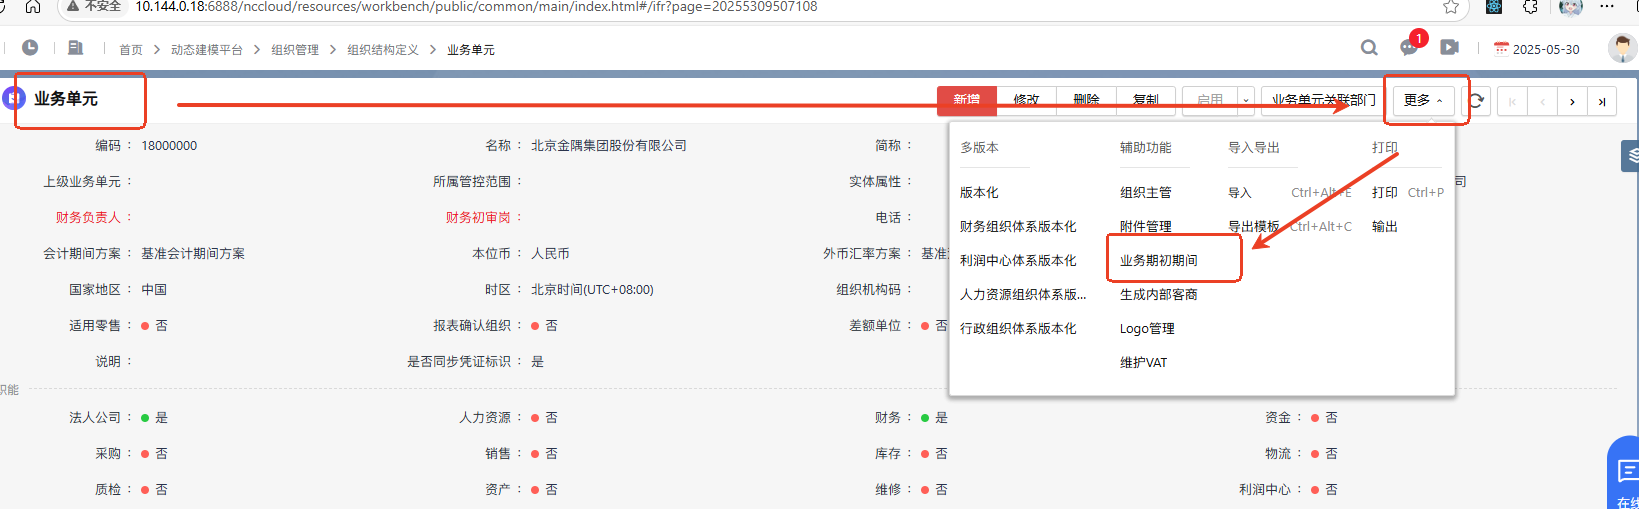 不安全 10.144.0.18:6888/nccloud/resources/workbench/public/common/main/index.html#/ifr?page=20255309507108
首页 > 动态建模平台 > 组织管理 > 组织结构定义 > 业务单元 1 2025-05-30
业务单元 新增 修改 删除 复制 启用 业务单元关联部门 更多
编码： 18000000 名称： 北京金隅集团股份有限公司 简称： 多版本 辅助功能 导入导出 打印
上级业务单元： 所属管控范围： 实体属性： 版本化 组织主管 导入 Ctrl+Alt+E 打印 Ctrl+P 司
财务负责人： 财务初审岗： 电话： 财务组织体系版本化 附件管理 导出模板 Ctrl+Alt+C 输出
会计期间方案： 基准会计期间方案 本位币： 人民币 外币汇率方案： 基准 利润中心体系版本化 业务期初期间
国家地区： 中国 时区： 北京时间(UTC+08:00) 组织机构码： 人力资源组织体系版... 生成内部客商
适用零售： 否 报表确认组织： 否 差额单位： 否 行政组织体系版本化 Logo管理
说明： 是否同步凭证标识： 是 维护VAT
职能
法人公司： 是 人力资源： 否 财务： 是 资金： 否
采购： 否 销售： 否 库存： 否 物流： 否
质检： 否 资产： 否 维修： 否 利润中心： 否
在线